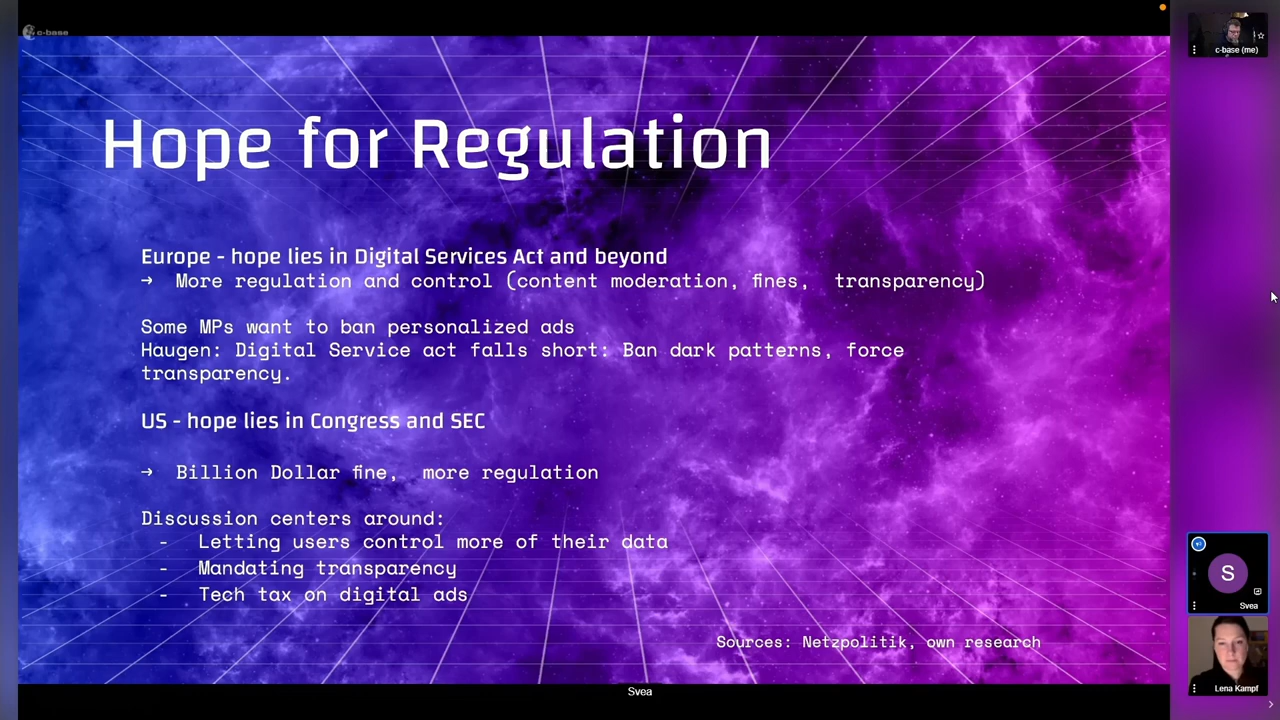 c-base
c-base (me)
Hope for Regulation
Europe - hope lies in Digital Services Act and beyond
→ More regulation and control (content moderation, fines, transparency)
Some MPs want to ban personalized ads
Haugen: Digital Service act falls short: Ban dark patterns, force
transparency.
US - hope lies in Congress and SEC
→ Billion Dollar fine, more regulation
Discussion centers around:
- Letting users control more of their data
- Mandating transparency
- Tech tax on digital ads
Sources: Netzpolitik, own research
Svea
S
Svea
Lena Kampf